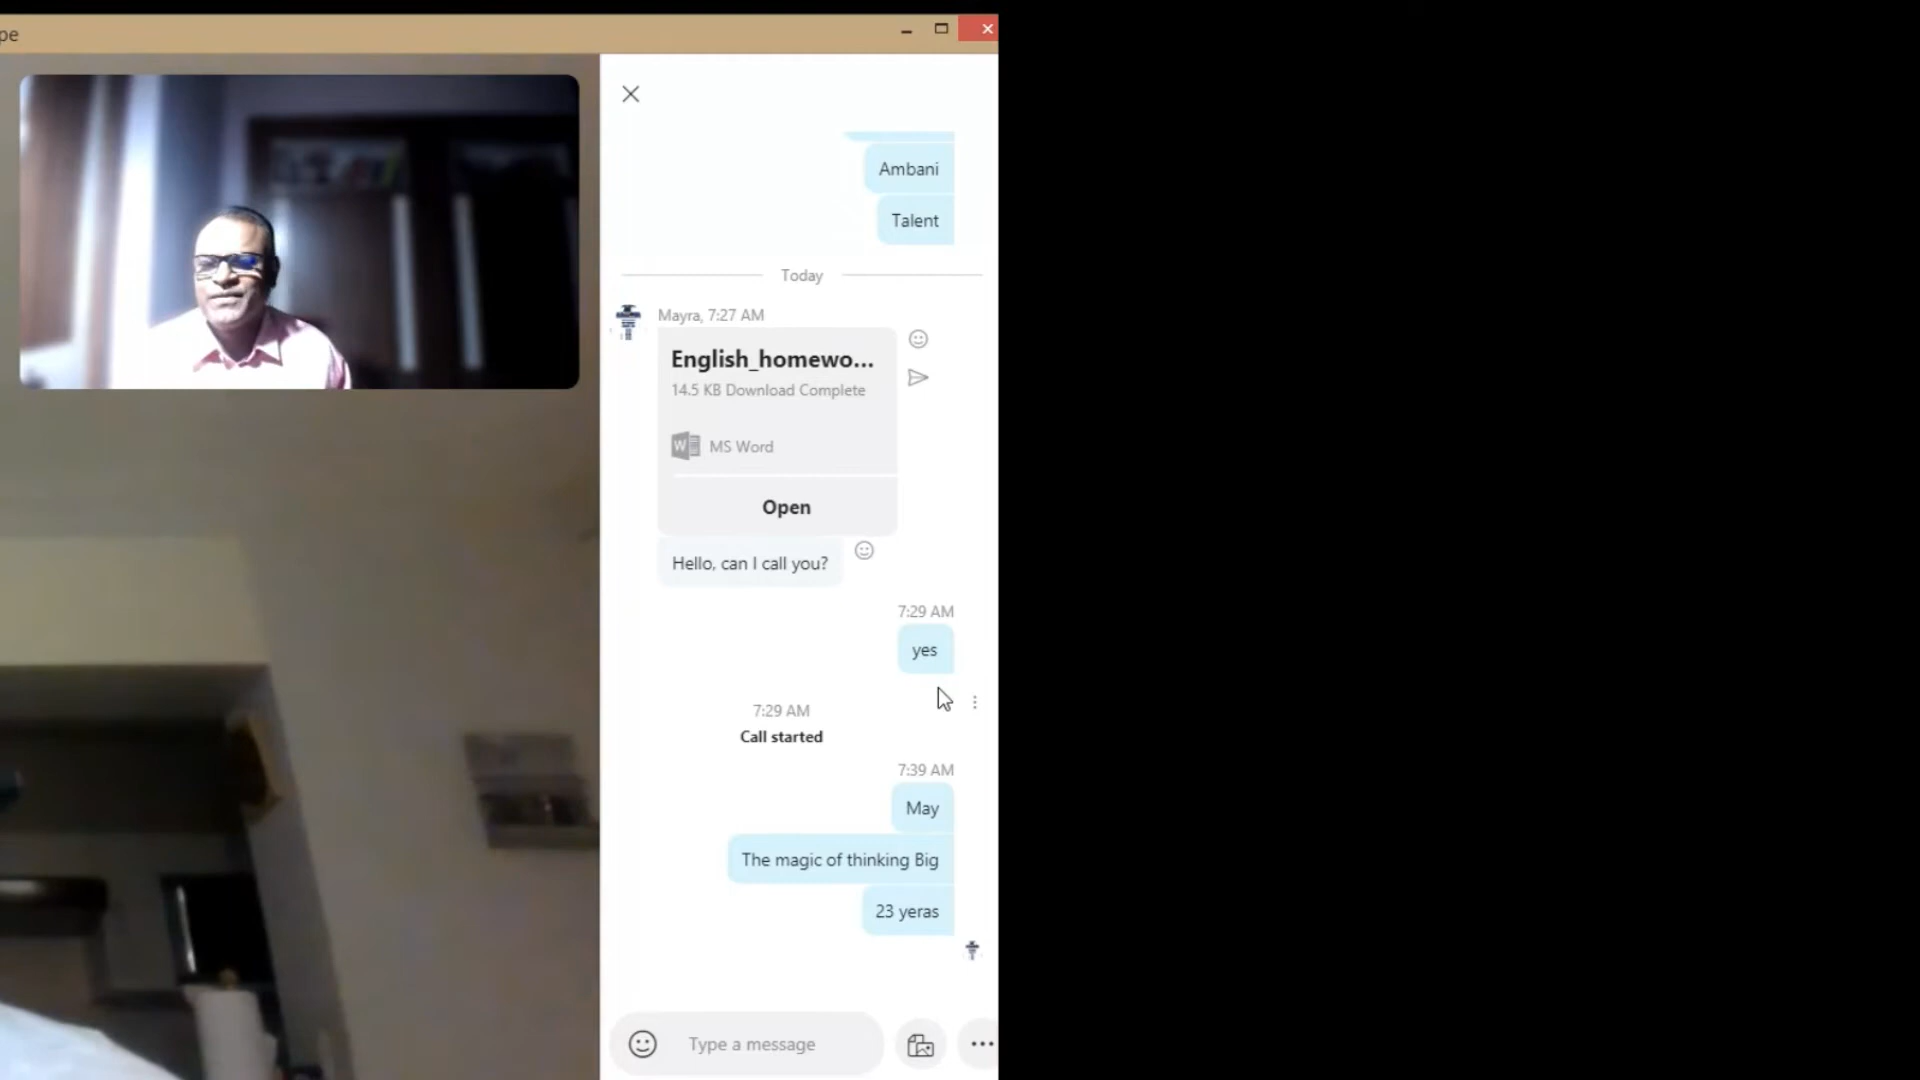 pe
Ambani
Talent
Today
Mayra, 7:27 AM
English_homewo...
14.5 KB Download Complete
MS Word
Open
Hello, can I call you?
7:29 AM
yes
7:29 AM
Call started
7:39 AM
May
The magic of thinking Big
23 yeras
Type a message